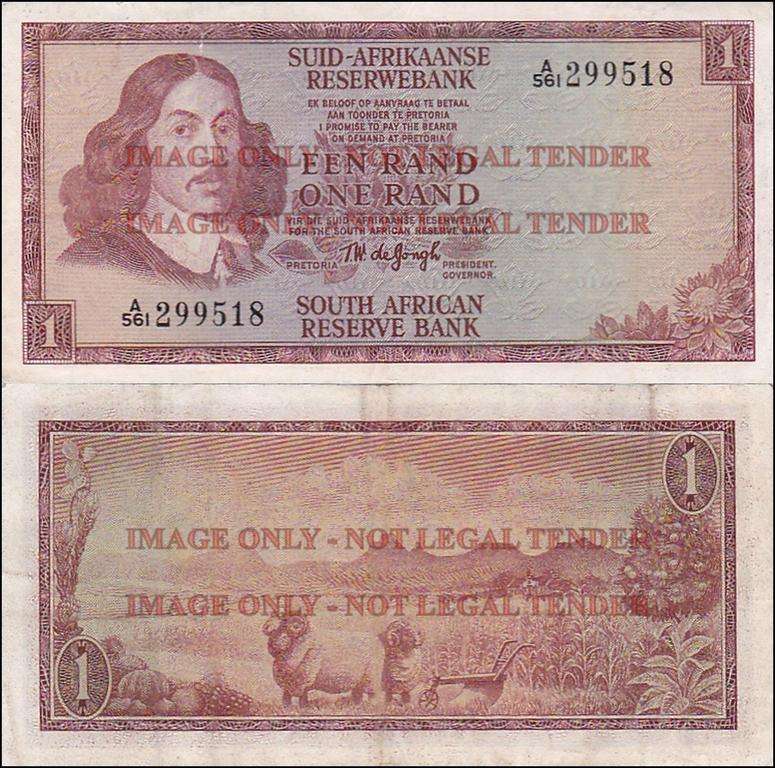 1
SUID-AFRIKAANSE
RESERWEBANK
A/561 299518
EK BELOOF OP AANVRAAG TE BETAAL
AAN TOONDER TE PRETORIA
I PROMISE TO PAY THE BEARER
ON DEMAND AT PRETORIA
IMAGE ONLY - NOT LEGAL TENDER
EEN RAND
ONE RAND
IMAGE ONLY - NOT LEGAL TENDER
VIR DIE SUID-AFRIKAANSE RESERWEBANK
FOR THE SOUTH AFRICAN RESERVE BANK
T.W. de Jongh
PRETORIA
PRESIDENT.
GOVERNOR.
A/561 299518
SOUTH AFRICAN
RESERVE BANK
1
1
IMAGE ONLY - NOT LEGAL TENDER
IMAGE ONLY - NOT LEGAL TENDER
1